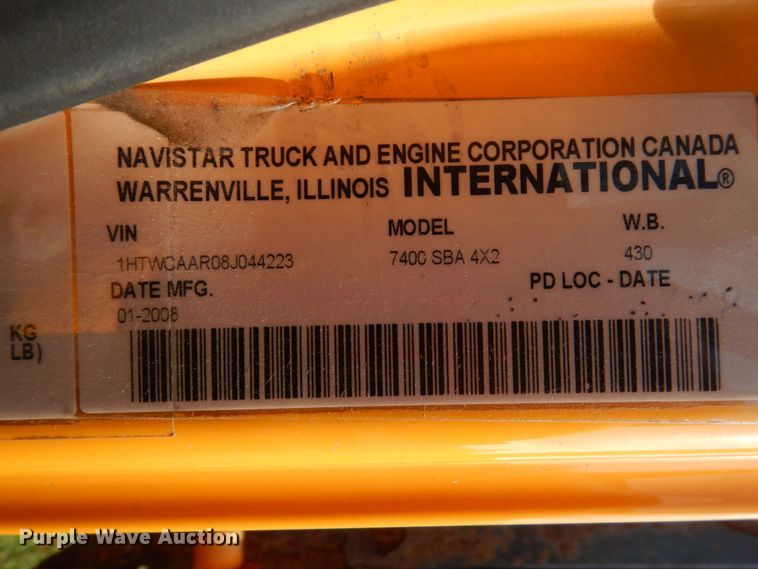 NAVISTAR TRUCK AND ENGINE CORPORATION CANADA
WARRENVILLE, ILLINOIS INTERNATIONAL®
VIN MODEL W.B.
1HTWCAAR08J044223 7400 SBA 4X2 430
DATE MFG. PD LOC - DATE
01-2008
KG
LB)
Purple Wave Auction